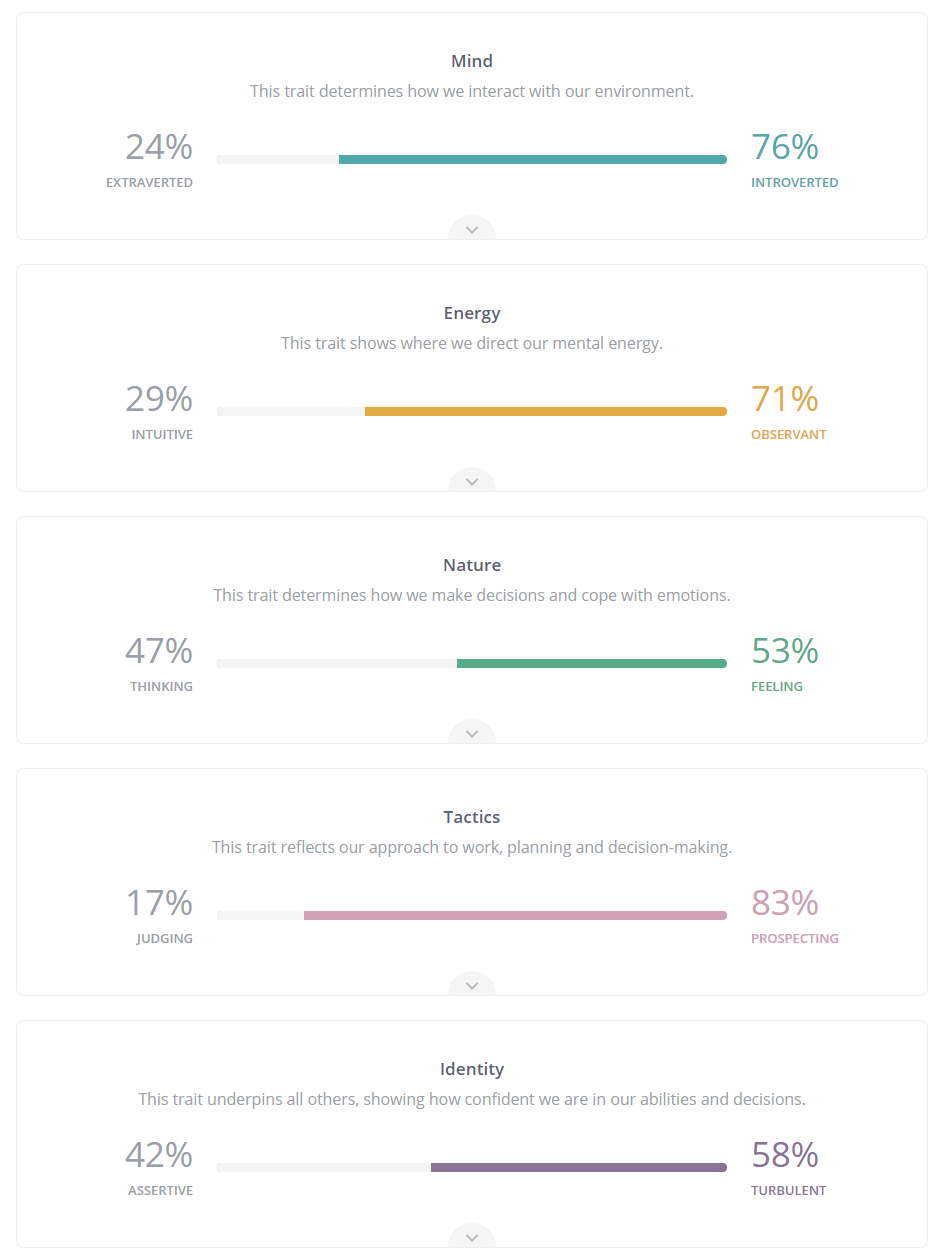 Mind
This trait determines how we interact with our environment.
24%
EXTRAVERTED
76%
INTROVERTED
Energy
This trait shows where we direct our mental energy.
29%
INTUITIVE
71%
OBSERVANT
Nature
This trait determines how we make decisions and cope with emotions.
47%
THINKING
53%
FEELING
Tactics
This trait reflects our approach to work, planning and decision-making.
17%
JUDGING
83%
PROSPECTING
Identity
This trait underpins all others, showing how confident we are in our abilities and decisions.
42%
ASSERTIVE
58%
TURBULENT